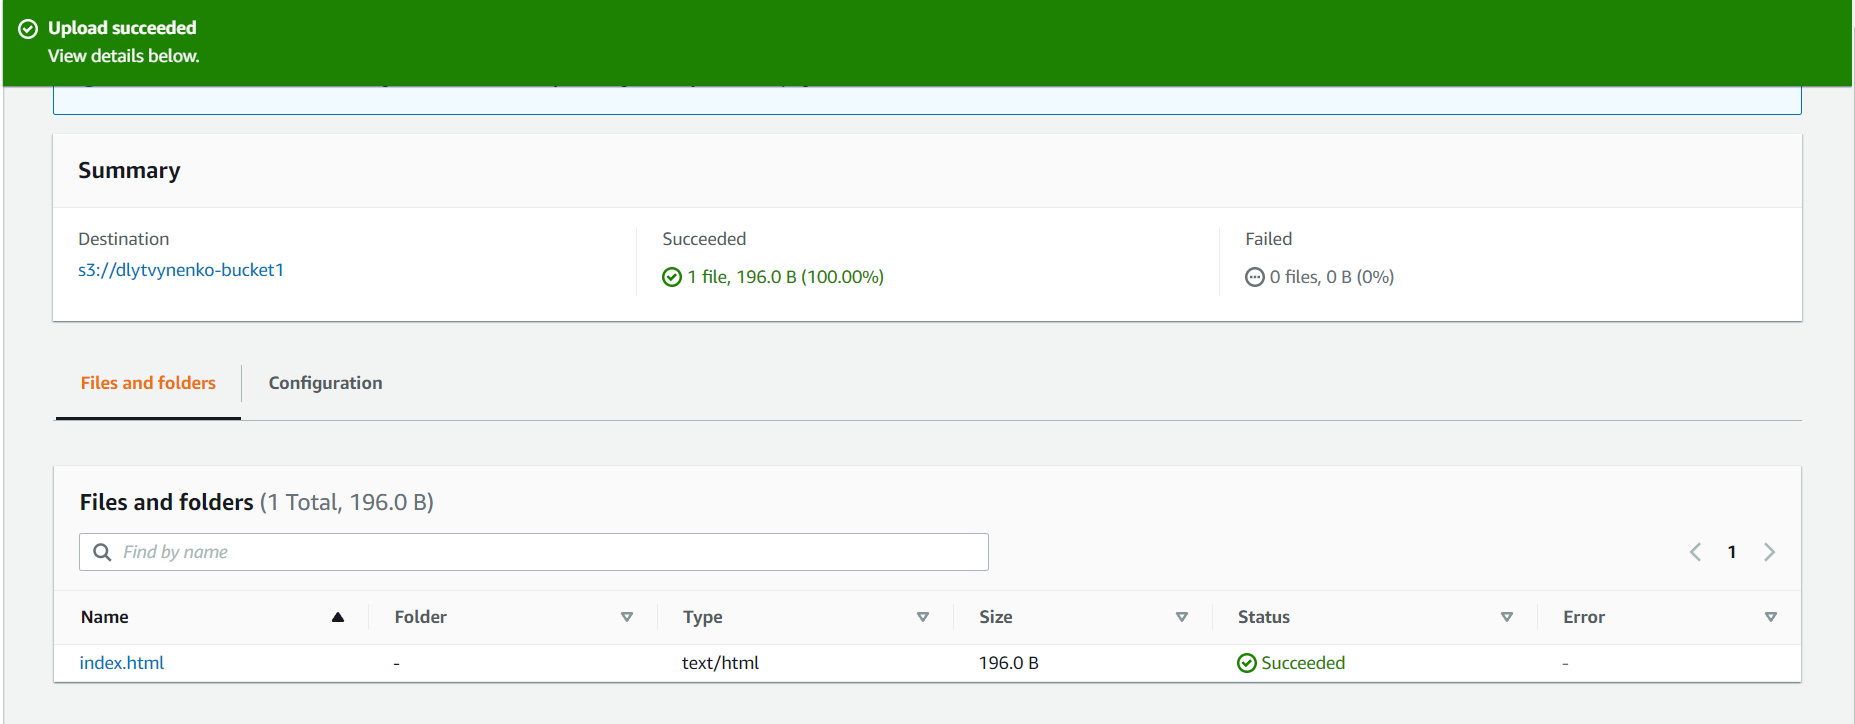 Upload succeeded
View details below.
Summary
Destination
s3://dlytvynenko-bucket1
Succeeded
1 file, 196.0 B (100.00%)
Failed
0 files, 0 B (0%)
Files and folders
Configuration
Files and folders (1 Total, 196.0 B)
Find by name
1
Name Folder Type Size Status Error
index.html - text/html 196.0 B Succeeded -